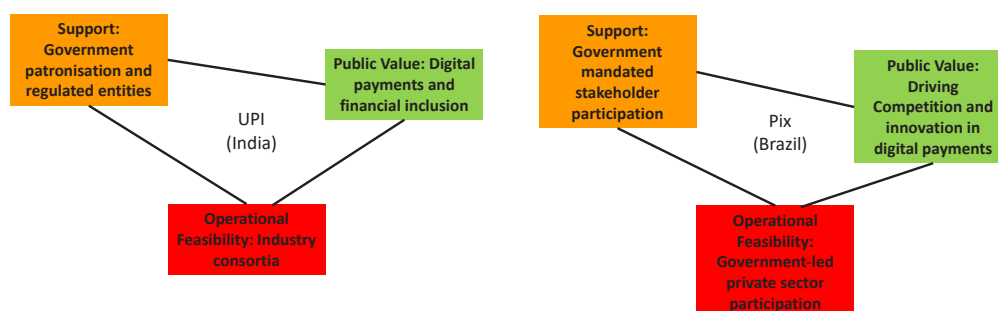 Support:
Government
patronisation and
regulated entities
Public Value: Digital
payments and
financial inclusion
UPI
(India)
Operational
Feasibility: Industry
consortia
Support:
Government
mandated
stakeholder
participation
Public Value:
Driving
Competition and
innovation in
digital payments
Pix
(Brazil)
Operational
Feasibility:
Government-led
private sector
participation